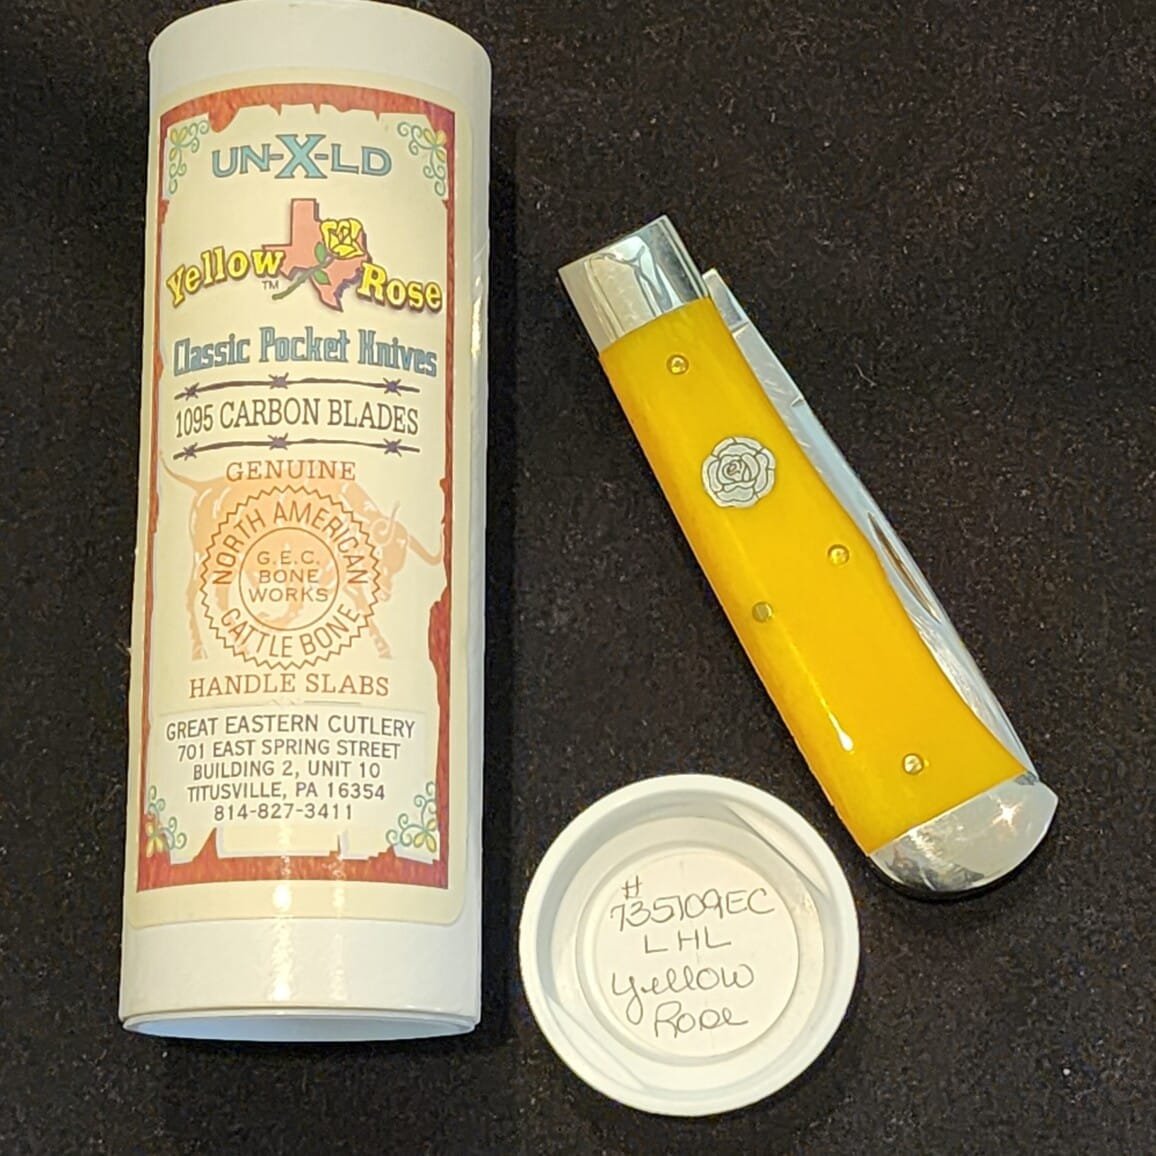 UN-X-LD
Yellow Rose
TM
Classic Pocket Knives
1095 CARBON BLADES
GENUINE
NORTH AMERICAN
G.E.C.
BONE
WORKS
CATTLE BONE
HANDLE SLABS
GREAT EASTERN CUTLERY
701 EAST SPRING STREET
BUILDING 2, UNIT 10
TITUSVILLE, PA 16354
814-827-3411
#
735109EC
LHL
Yellow
Rose